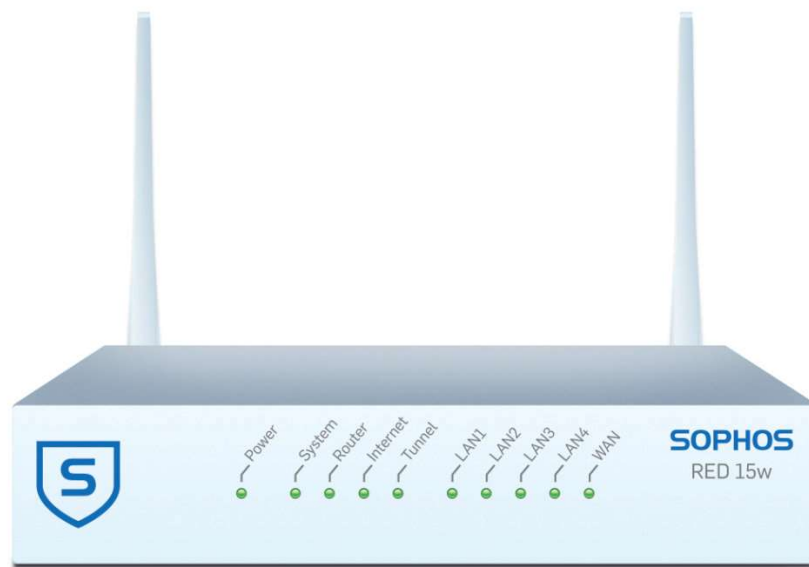 Power
System
Router
Internet
Tunnel
LAN1
LAN2
LAN3
LAN4
WAN
S
SOPHOS
RED 15w